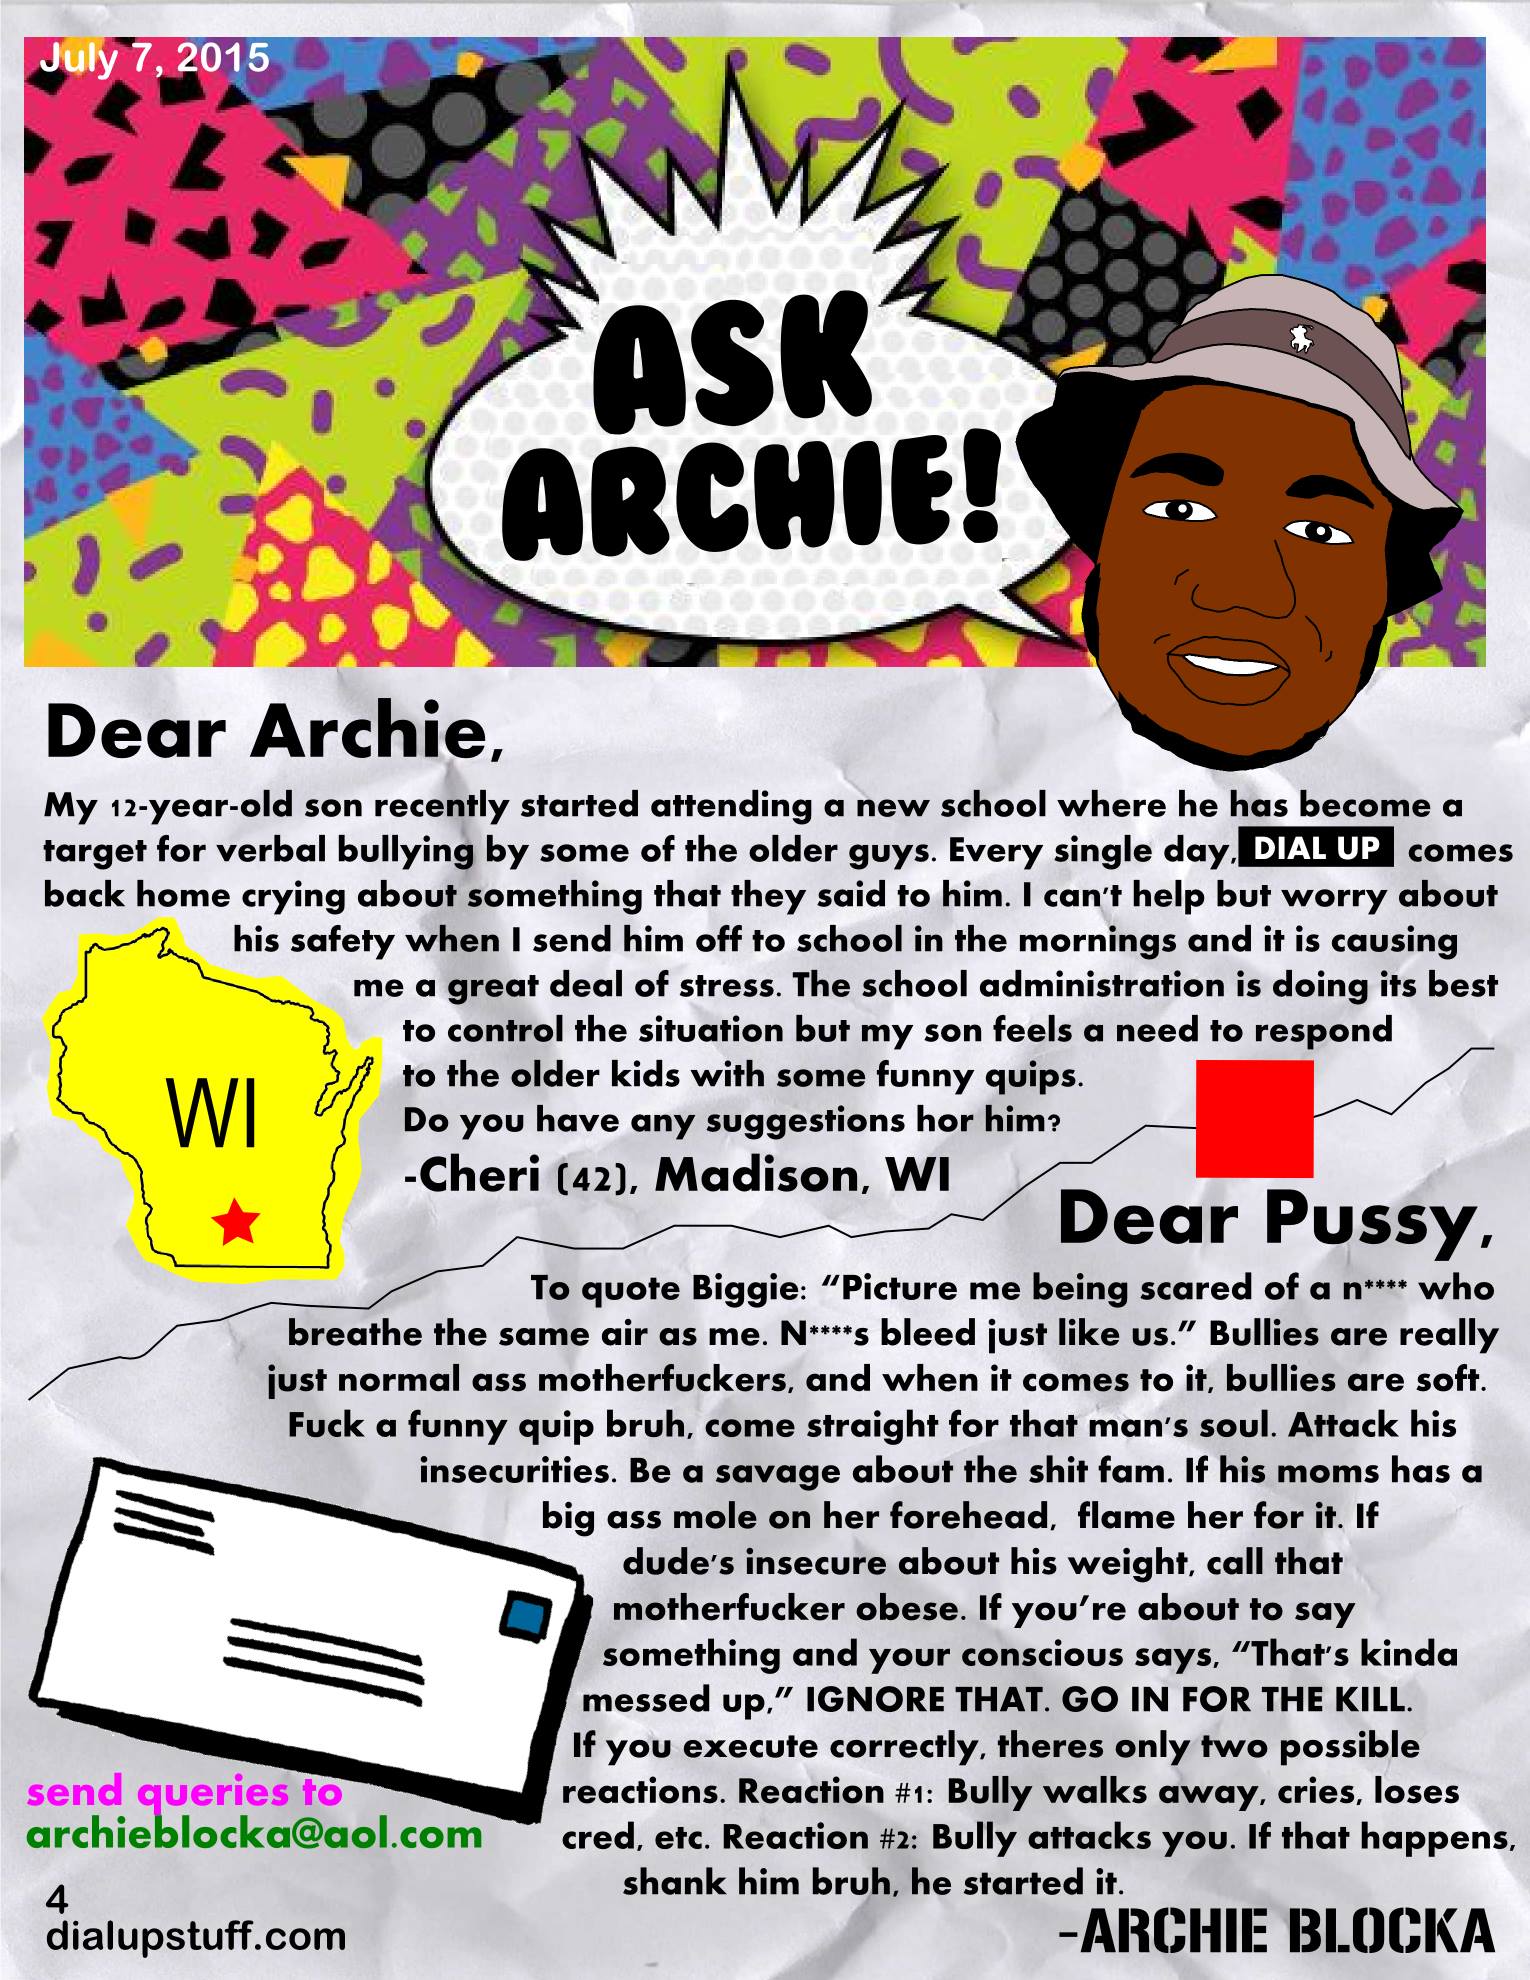 July 7, 2015
ASK
ARCHIE!
Dear Archie,
My 12-year-old son recently started attending a new school where he has become a
target for verbal bullying by some of the older guys. Every single day, DIAL UP comes
back home crying about something that they said to him. I can't help but worry about
his safety when I send him off to school in the mornings and it is causing
me a great deal of stress. The school administration is doing its best
to control the situation but my son feels a need to respond
to the older kids with some funny quips.
Do you have any suggestions hor him?
-Cheri (42), Madison, WI
WI
Dear Pussy,
To quote Biggie: “Picture me being scared of a n**** who
breathe the same air as me. N****s bleed just like us.” Bullies are really
just normal ass motherfuckers, and when it comes to it, bullies are soft.
Fuck a funny quip bruh, come straight for that man's soul. Attack his
insecurities. Be a savage about the shit fam. If his moms has a
big ass mole on her forehead, flame her for it. If
dude's insecure about his weight, call that
motherfucker obese. If you're about to say
something and your conscious says, “That's kinda
messed up,” IGNORE THAT. GO IN FOR THE KILL.
If you execute correctly, theres only two possible
reactions. Reaction #1: Bully walks away, cries, loses
cred, etc. Reaction #2: Bully attacks you. If that happens,
shank him bruh, he started it.
-ARCHIE BLOCKA
send queries to
archieblocka@aol.com
4
dialupstuff.com